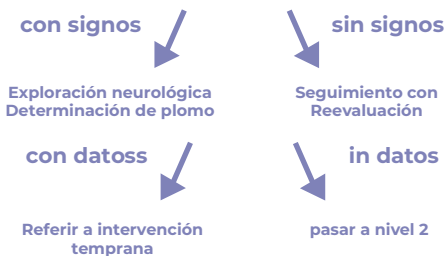 con signos
sin signos
Exploración neurológica
Determinación de plomo
Seguimiento con
Reevaluación
con datoss
in datos
Referir a intervención
temprana
pasar a nivel 2